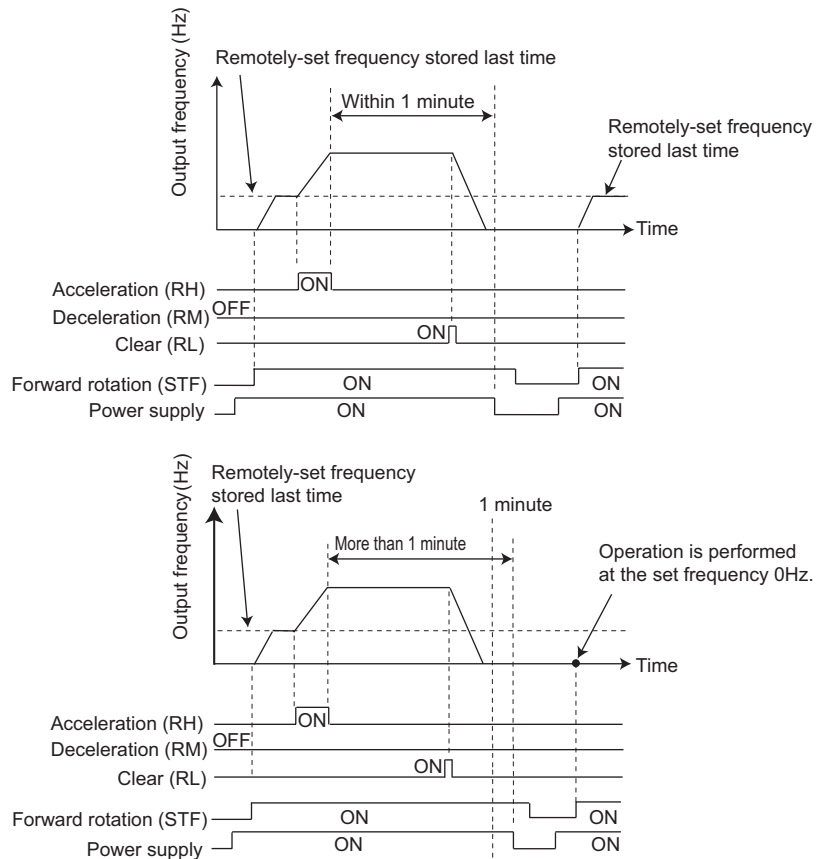 Output frequency (Hz)
Remotely-set frequency stored last time
Within 1 minute
Remotely-set frequency
stored last time
Time
Acceleration (RH)
ON
Deceleration (RM)
OFF
Clear (RL)
ON
Forward rotation (STF)
ON
ON
Power supply
ON
ON
Output frequency(Hz)
Remotely-set frequency
stored last time
1 minute
More than 1 minute
Operation is performed
at the set frequency 0Hz.
Time
Acceleration (RH)
ON
Deceleration (RM)
OFF
Clear (RL)
ON
Forward rotation (STF)
ON
ON
Power supply
ON
ON